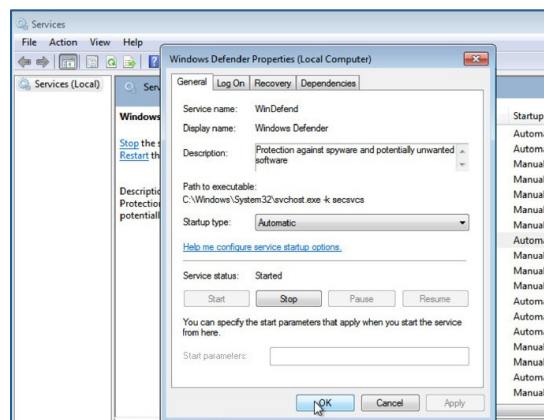 Services
File Action View Help
Services (Local)
Windows
Stop the
Restart th
Descriptio
Protection
potentiall
Windows Defender Properties (Local Computer)
General Log On Recovery Dependencies
Service name: WinDefend
Display name: Windows Defender
Description: Protection against spyware and potentially unwanted
software
Path to executable:
C:\Windows\System32\svchost.exe -k secsvcs
Startup type: Automatic
Help me configure service startup options.
Service status: Started
Start Stop Pause Resume
You can specify the start parameters that apply when you start the service
from here.
Start parameters:
OK Cancel Apply
Startup
Automa
Automa
Manual
Manual
Manual
Manual
Manual
Automa
Manual
Manual
Manual
Automa
Automa
Automa
Manual
Manual
Automa
Manual